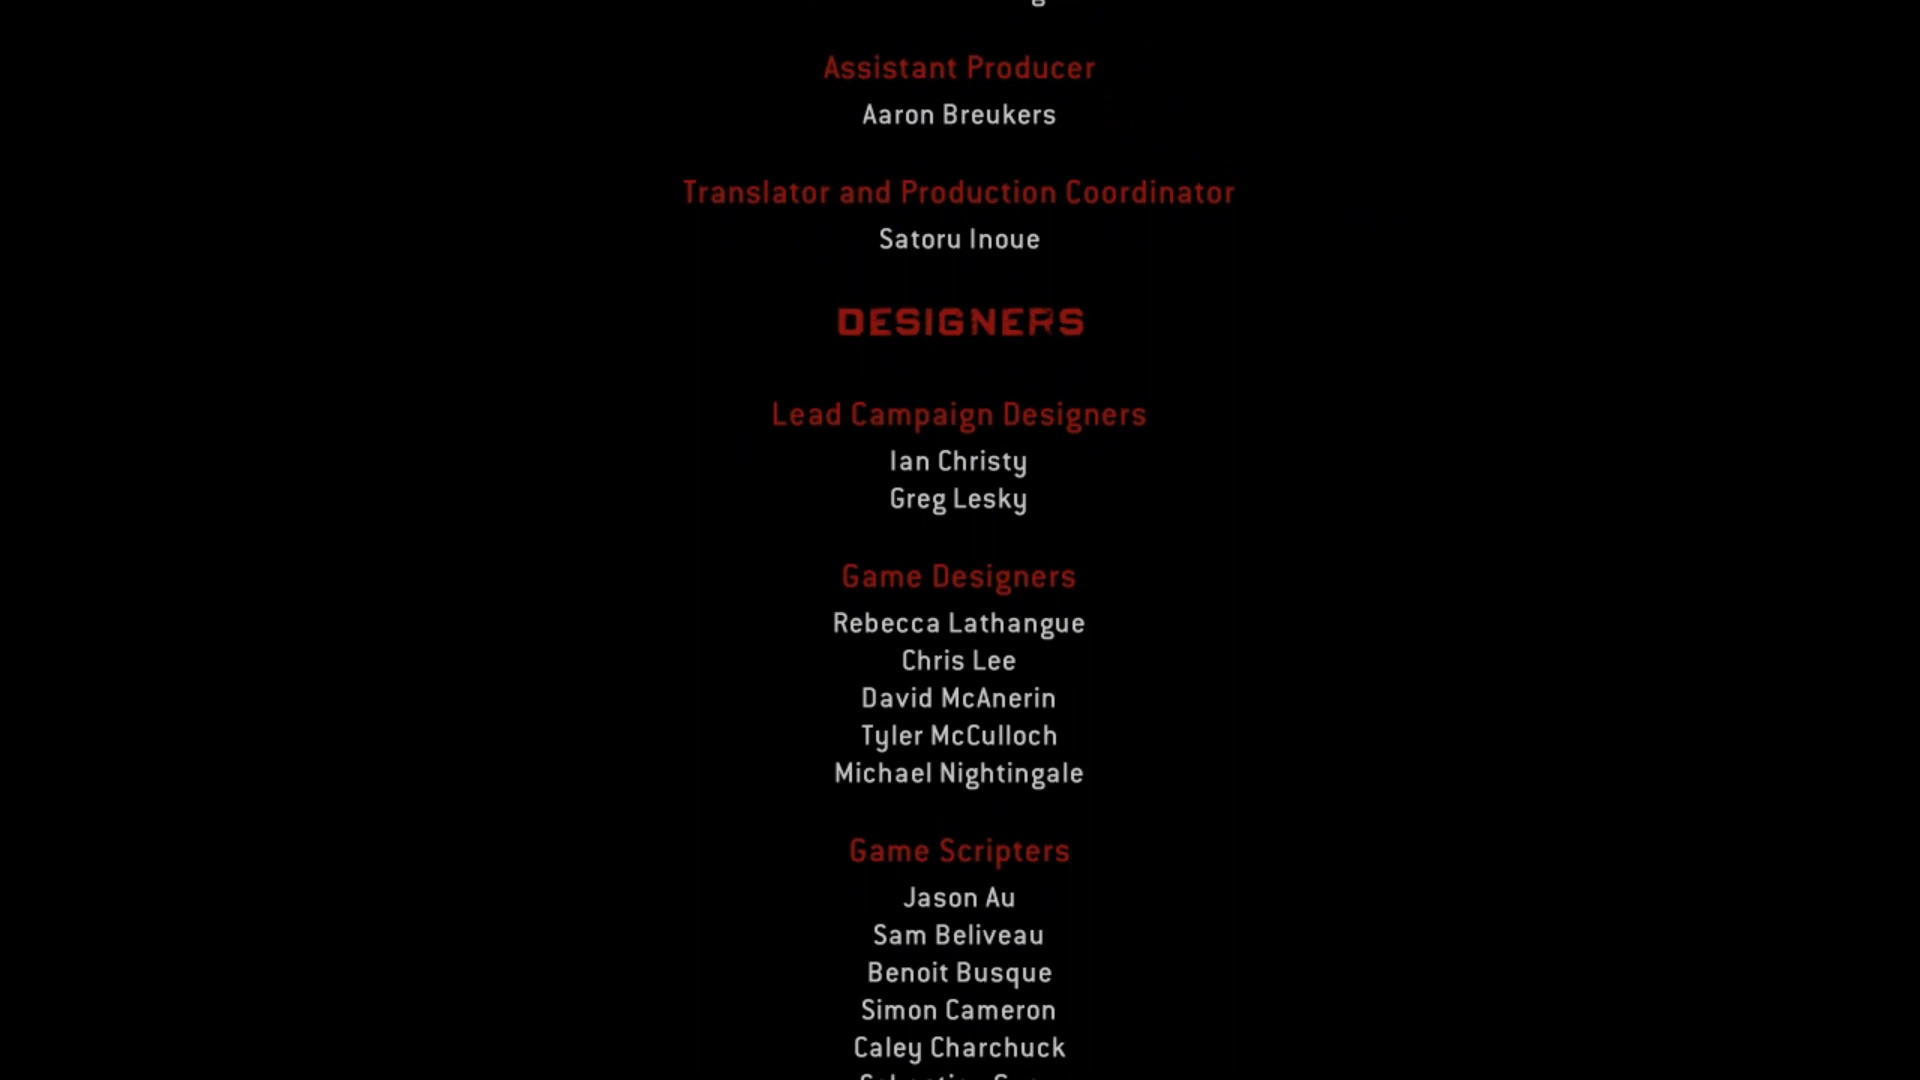 Assistant Producer
Aaron Breukers
Translator and Production Coordinator
Satoru Inoue
DESIGNERS
Lead Campaign Designers
Ian Christy
Greg Lesky
Game Designers
Rebecca Lathangue
Chris Lee
David McAnerin
Tyler McCulloch
Michael Nightingale
Game Scripters
Jason Au
Sam Beliveau
Benoit Busque
Simon Cameron
Caley Charchuck